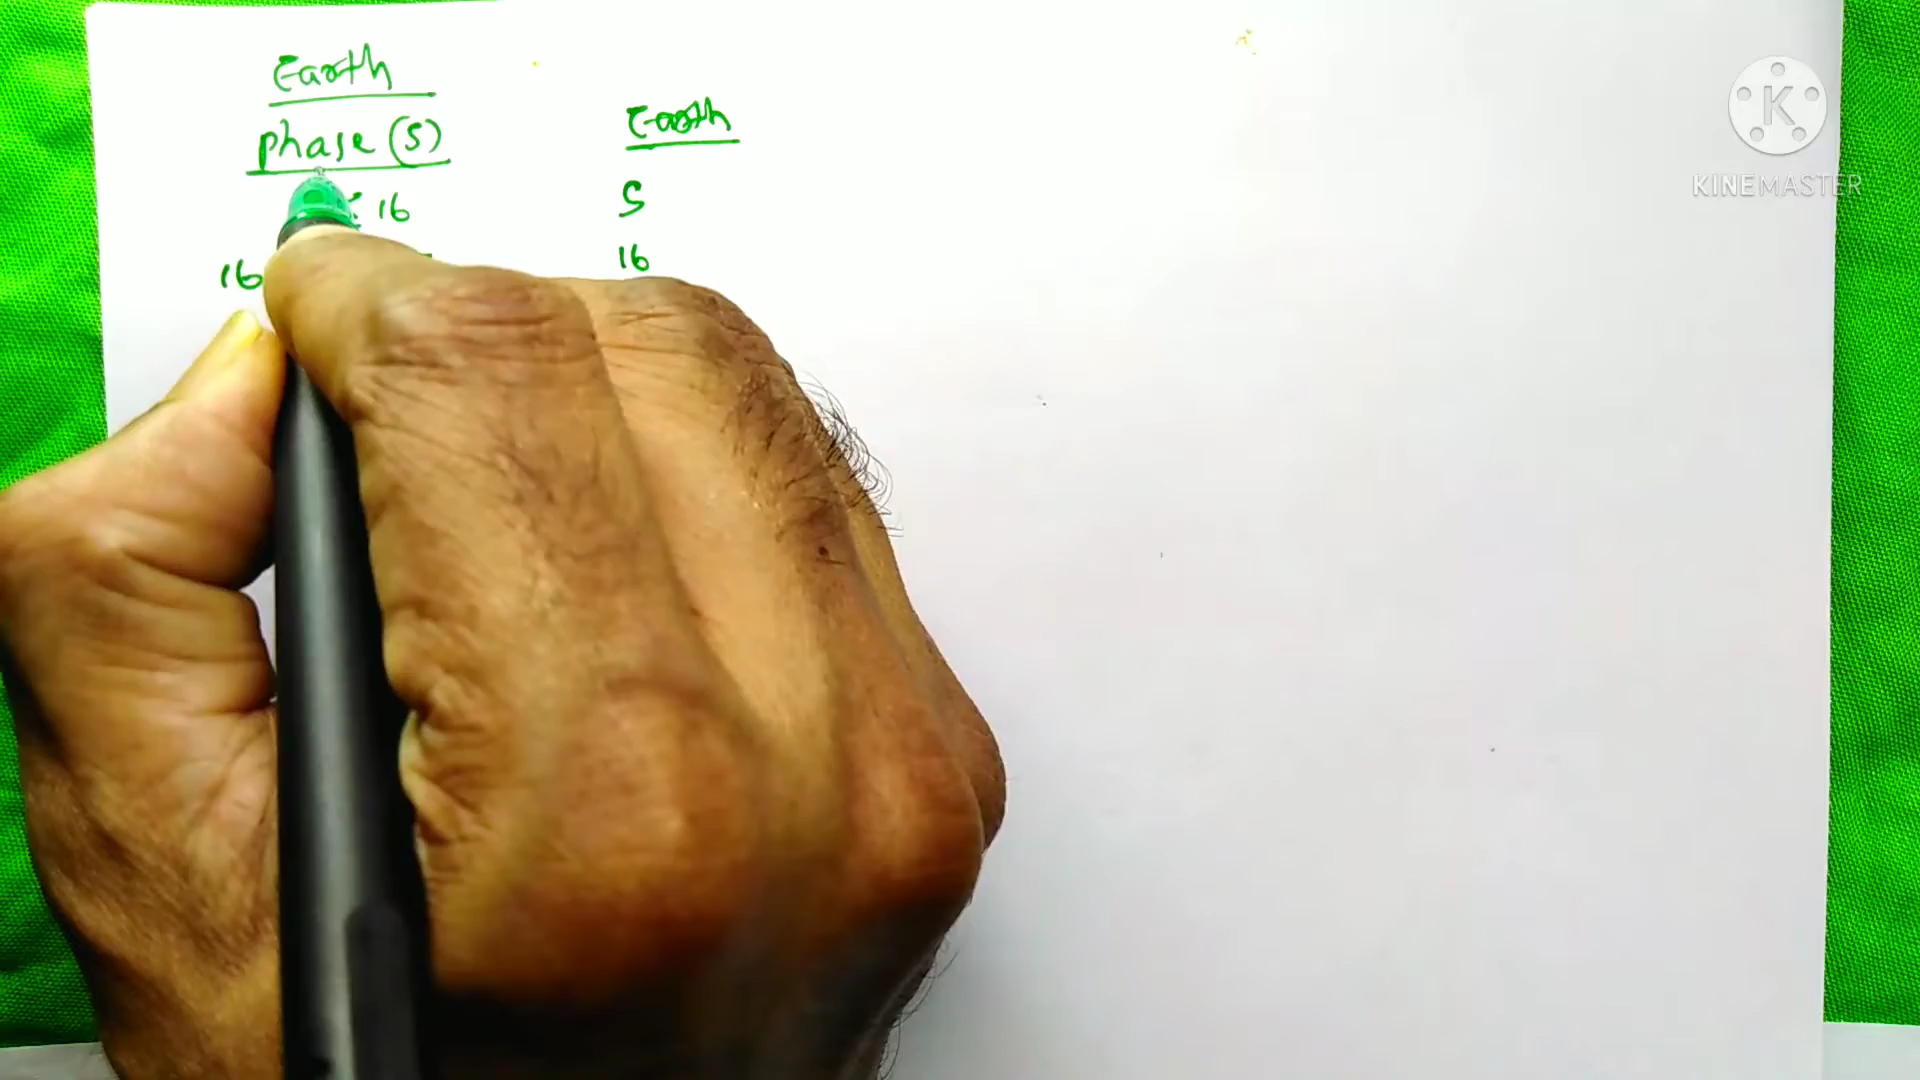 Earth
phase (S)
≤ 16
16
Earth
S
16
K
KINEMASTER